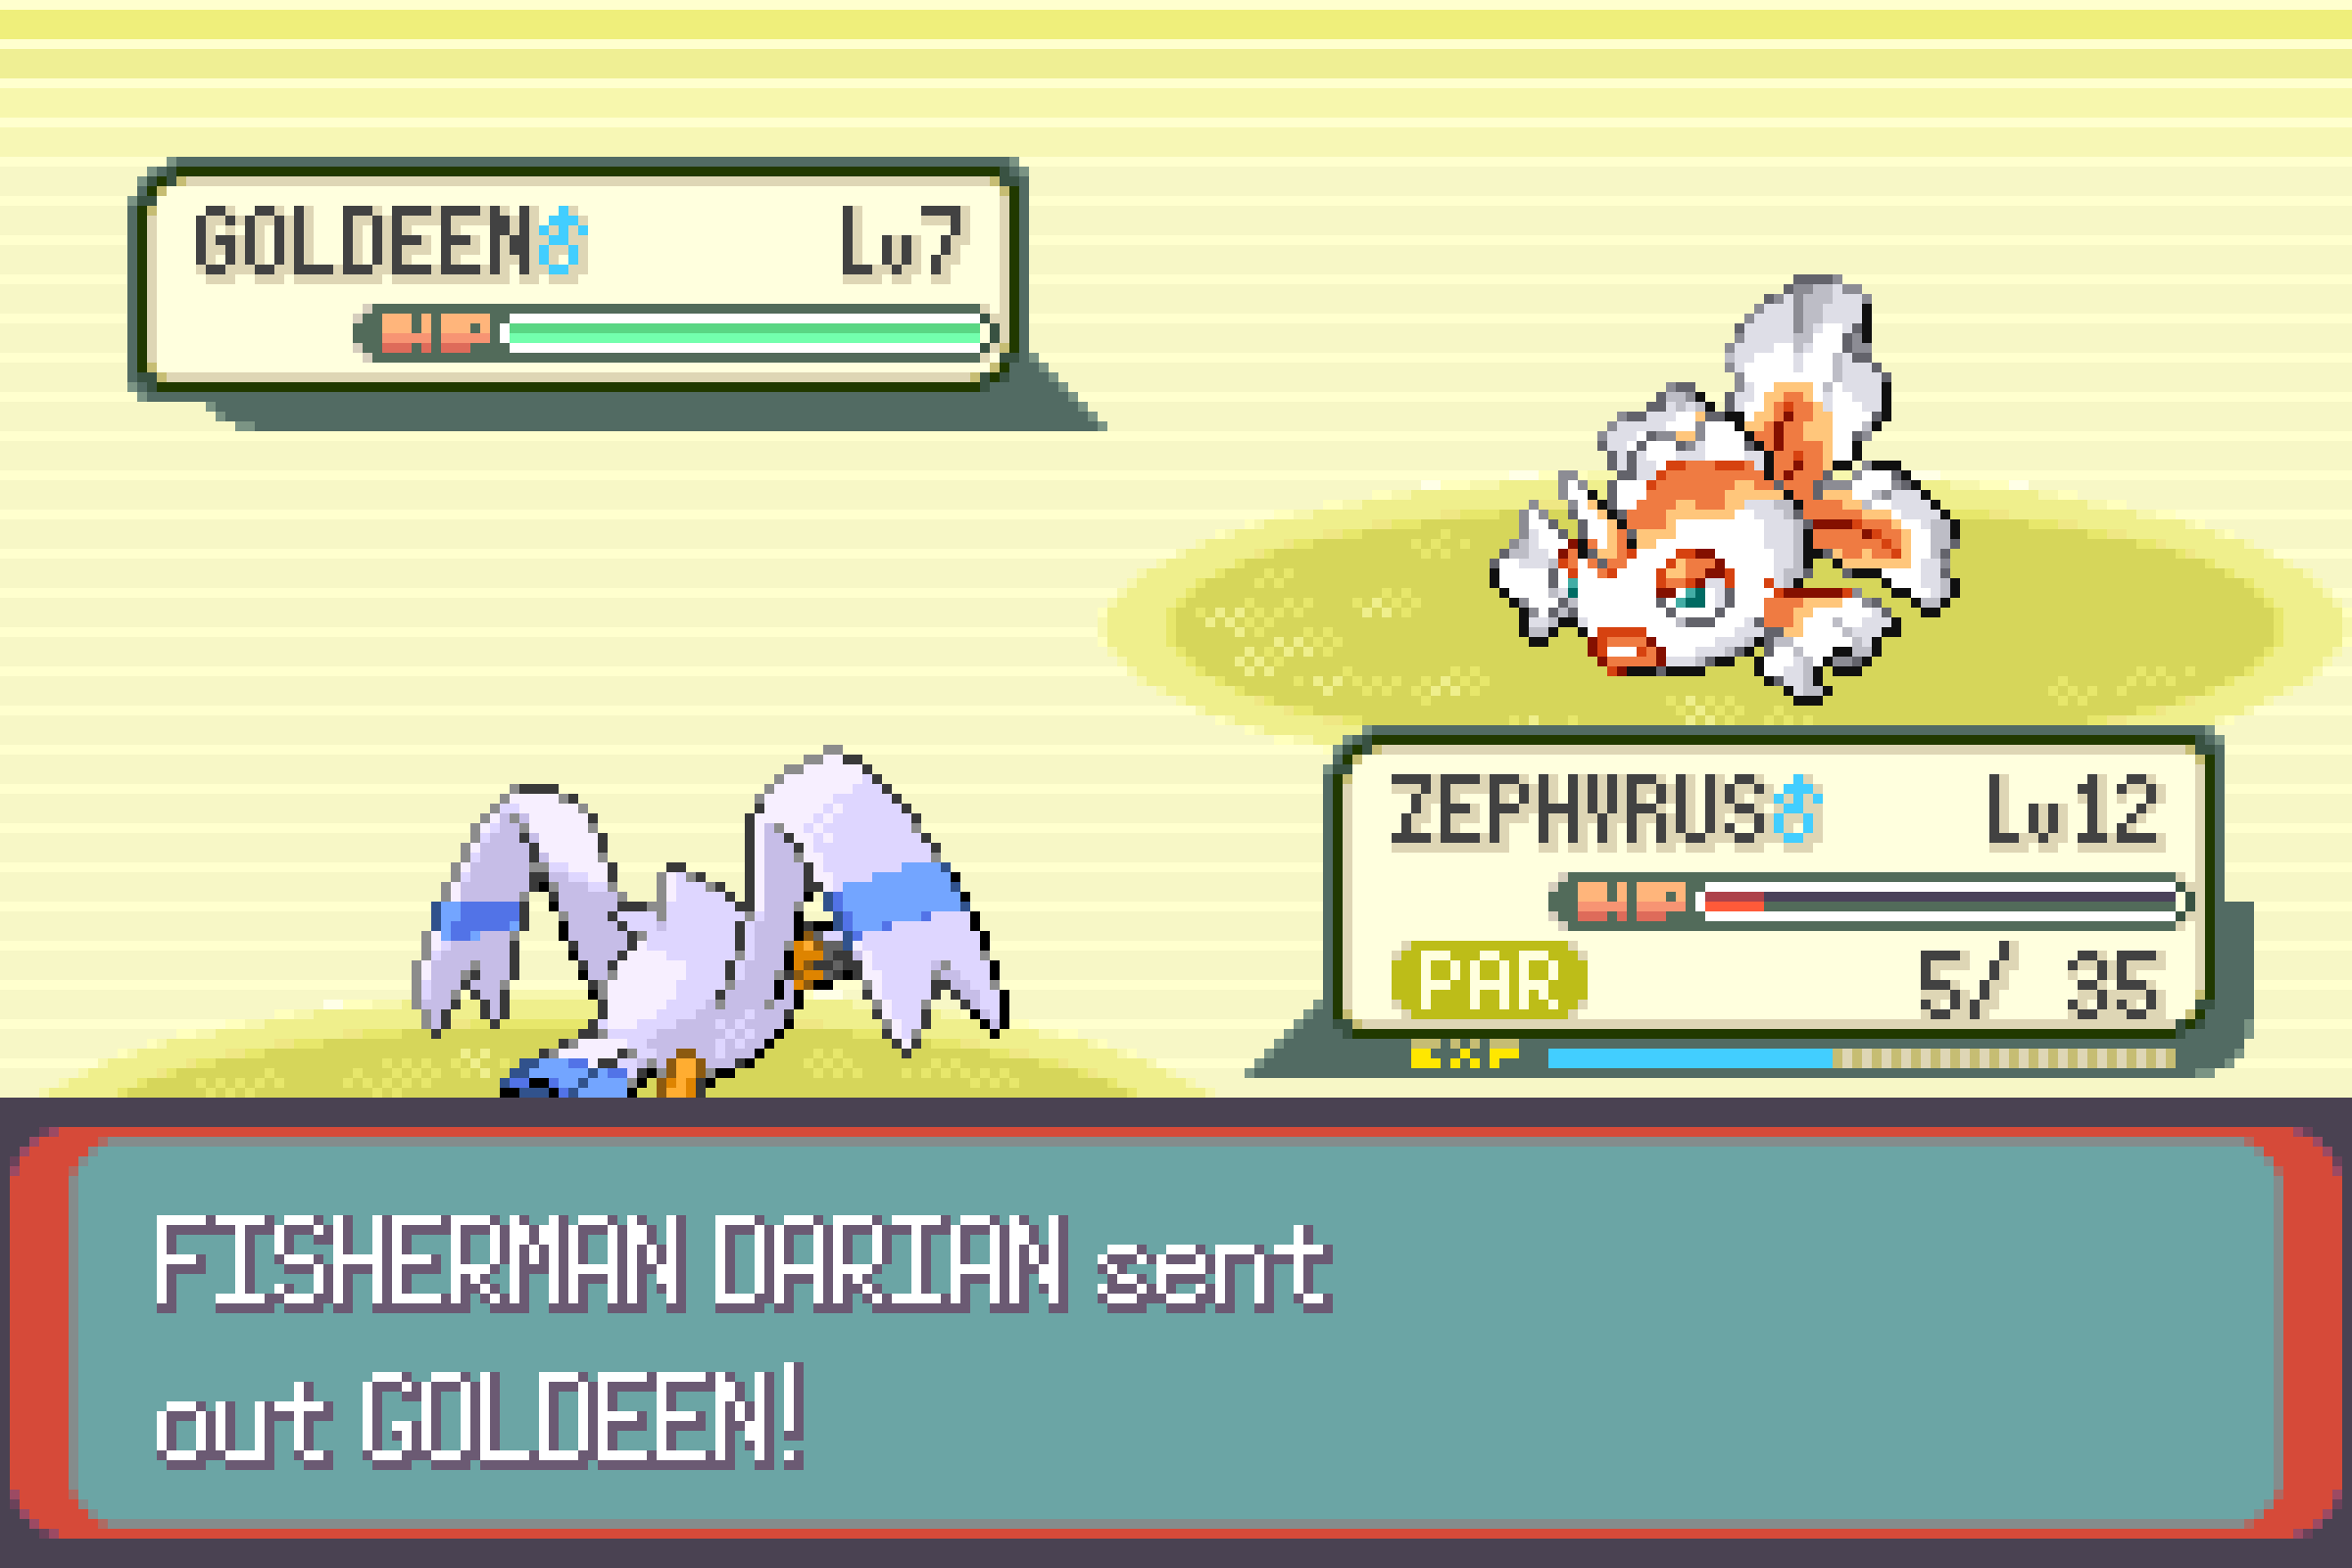 GOLDEEN♂ Lv7
HP
ZEPHYRUS♂ Lv12
HP
PAR 5/ 35
EXP
FISHERMAN DARIAN sent
out GOLDEEN!